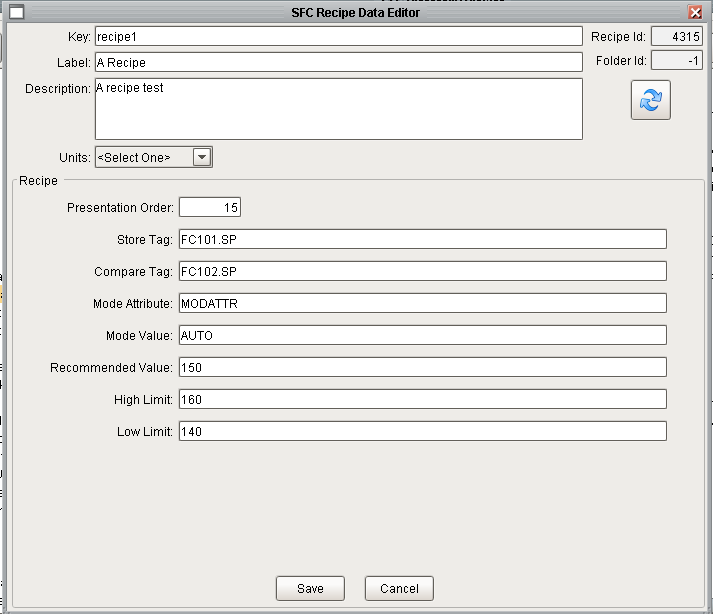 SFC Recipe Data Editor
Key: recipe1 Recipe Id: 4315
Label: A Recipe Folder Id: -1
Description: A recipe test
Units: <Select One>
Recipe
Presentation Order: 15
Store Tag: FC101.SP
Compare Tag: FC102.SP
Mode Attribute: MODATTR
Mode Value: AUTO
Recommended Value: 150
High Limit: 160
Low Limit: 140
Save Cancel